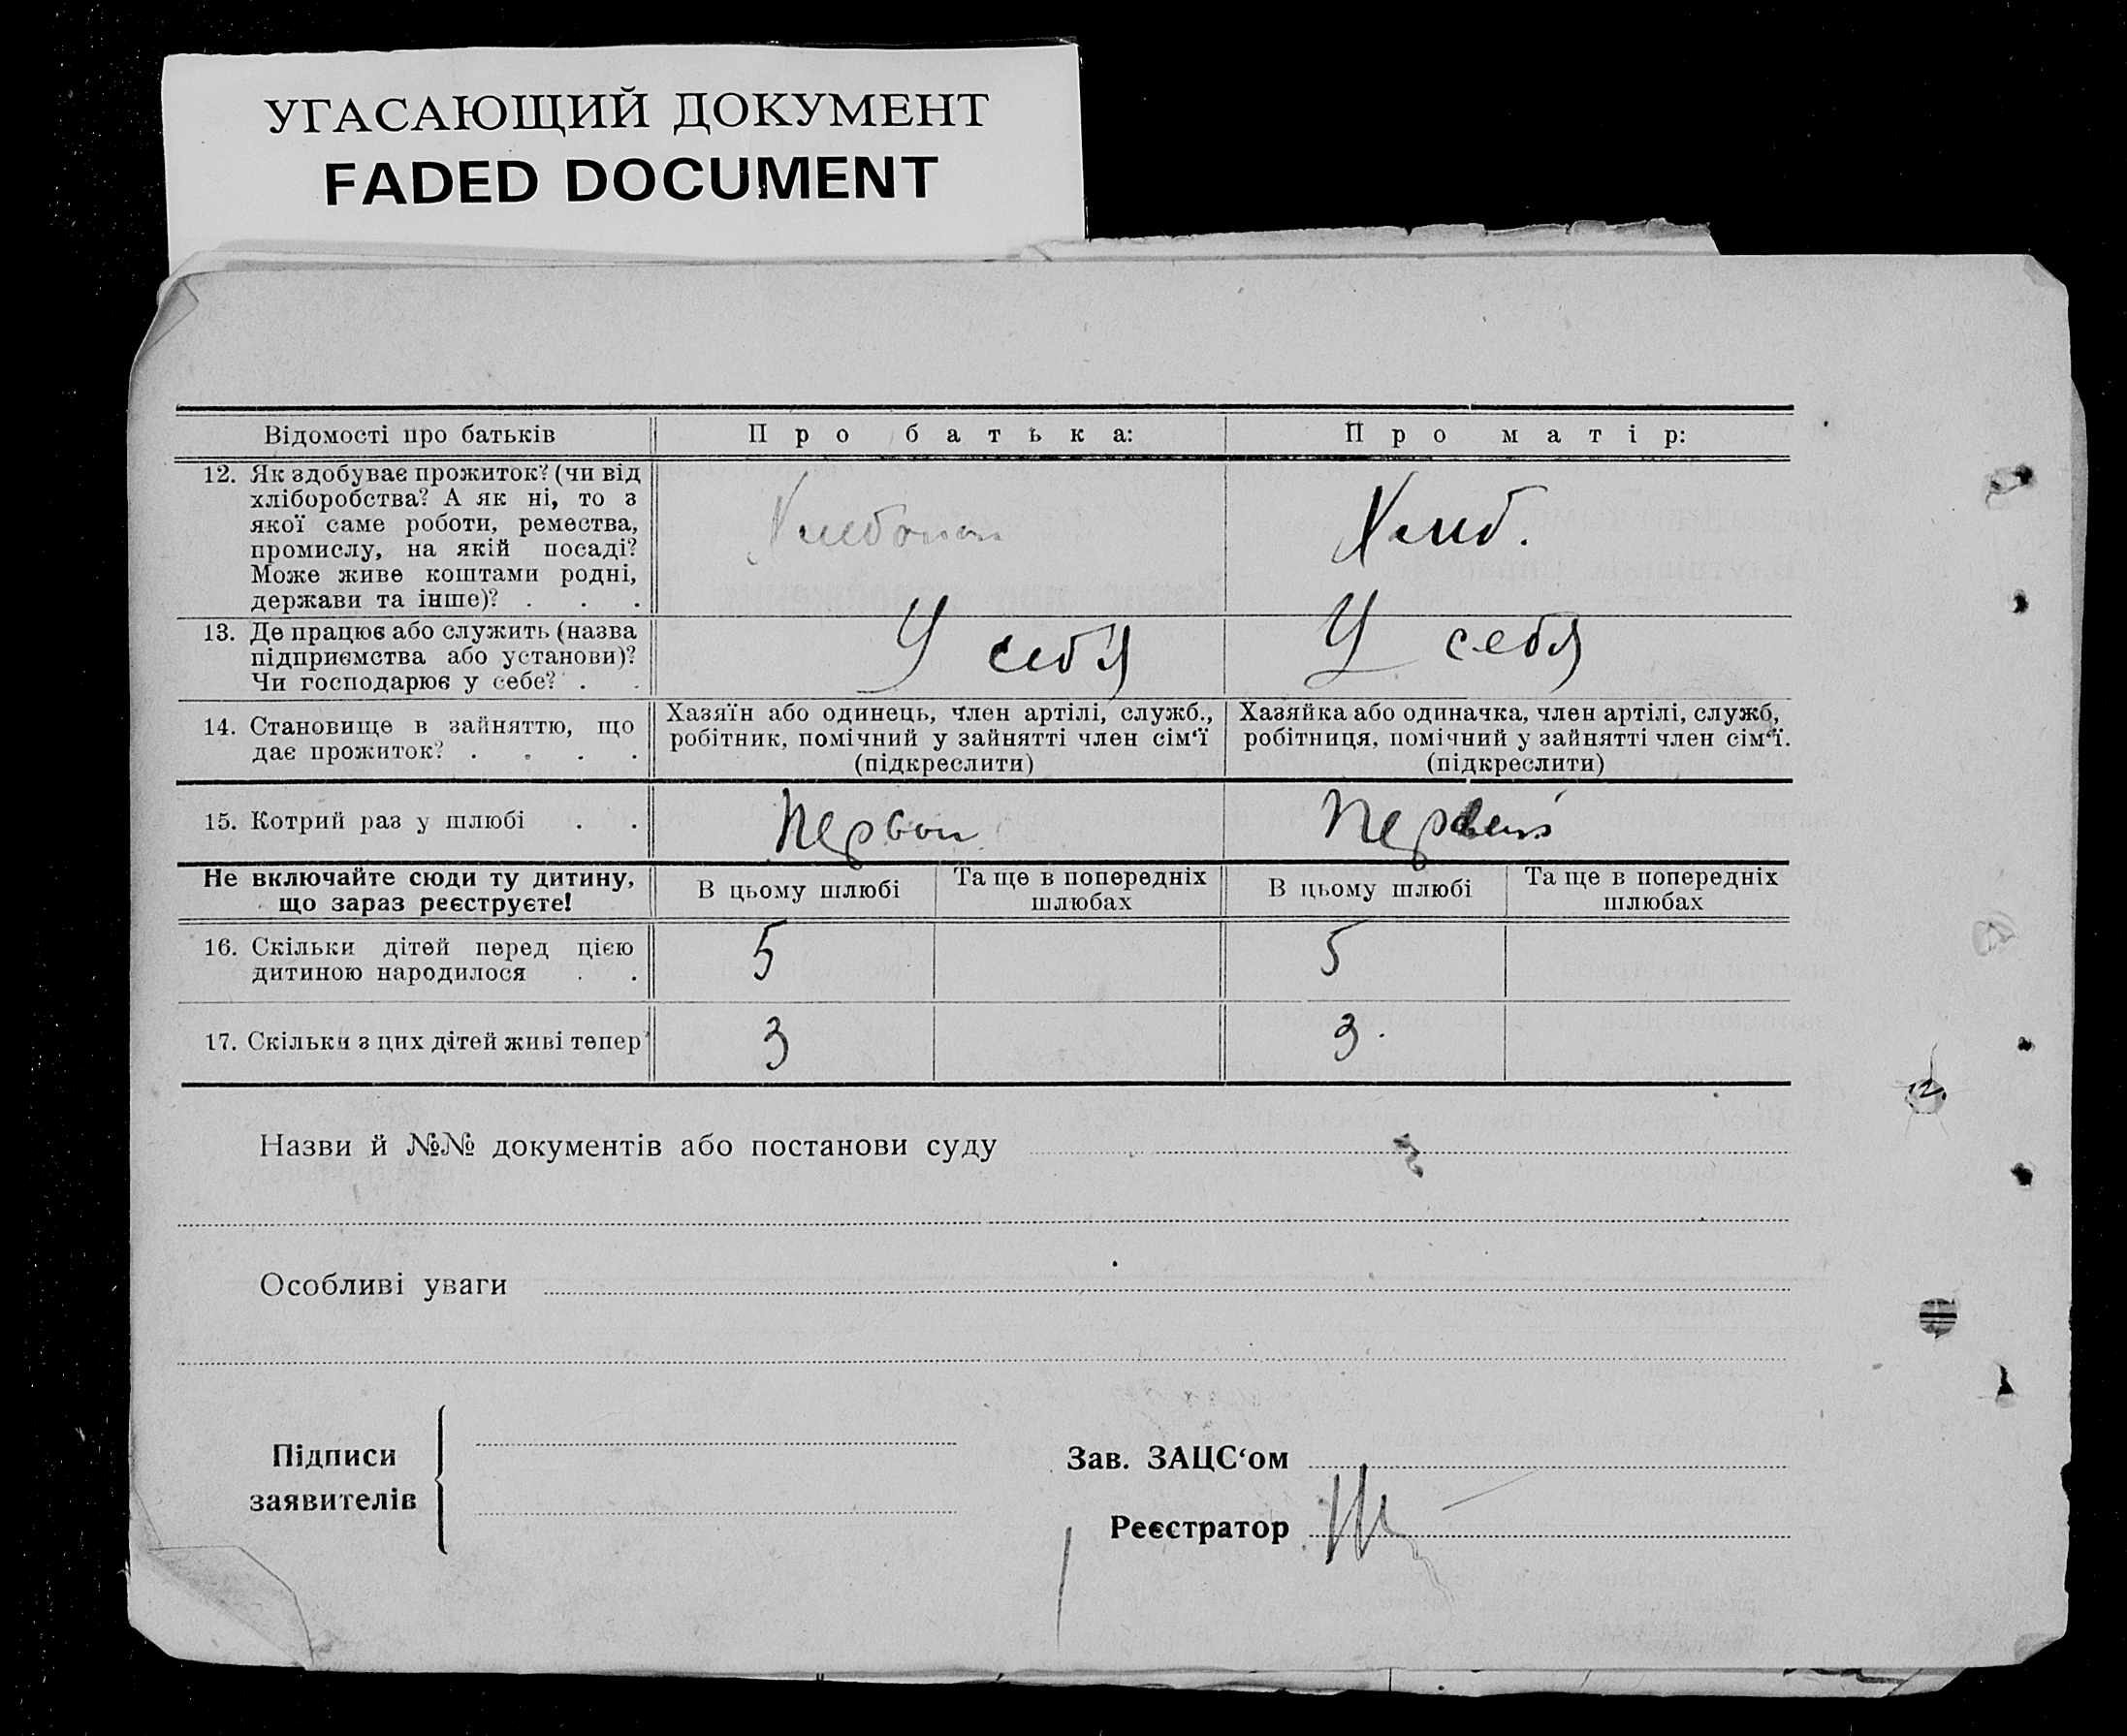 УГАСАЮЩИЙ ДОКУМЕНТ
FADED DOCUMENT
Відомості про батьків
Про батька:
Про матір:
12. Як здобуває прожиток? (чи від
хліборобства? А як ні, то з
якої саме роботи, ремества,
промислу, на якій посаді?
Може живе коштами родні,
держави та інше)? . . .
Хлеб.
13. Де працює або служить (назва
підприємства або установи)?
Чи господарює у себе? . .
У себя
У себя
14. Становище в зайняттю, що
дає прожиток? . . . .
Хазяїн або одинець, член артілі, служб.,
робітник, помічний у зайнятті член сім‘ї
(підкреслити)
Хазяйка або одиначка, член артілі, служб,
робітниця, помічний у зайнятті член сім‘ї.
(підкреслити)
15. Котрий раз у шлюбі . .
Не включайте сюди ту дитину,
що зараз реєструєте!
В цьому шлюбі
Та ще в попередніх
шлюбах
В цьому шлюбі
Та ще в попередніх
шлюбах
16. Скільки дітей перед цією
дитиною народилося . .
5
5
17. Скільки з цих дітей живі тепер
3
3.
Назви й №№ документів або постанови суду
Особливі уваги
Підписи
заявителів
Зав. ЗАЦС‘ом
Реєстратор